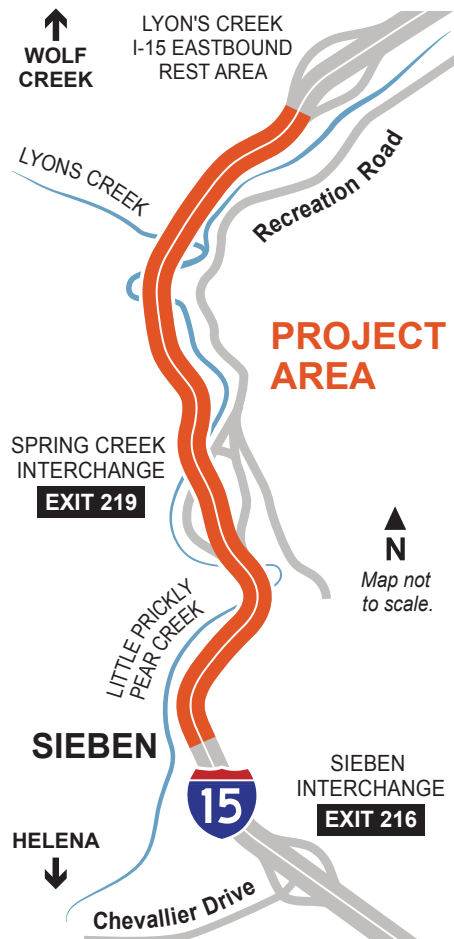 WOLF
CREEK
LYON'S CREEK
I-15 EASTBOUND
REST AREA
LYONS CREEK
Recreation Road
PROJECT
AREA
SPRING CREEK
INTERCHANGE
EXIT 219
N
Map not
to scale.
LITTLE PRICKLY
PEAR CREEK
SIEBEN
15
SIEBEN
INTERCHANGE
EXIT 216
HELENA
Chevallier Drive